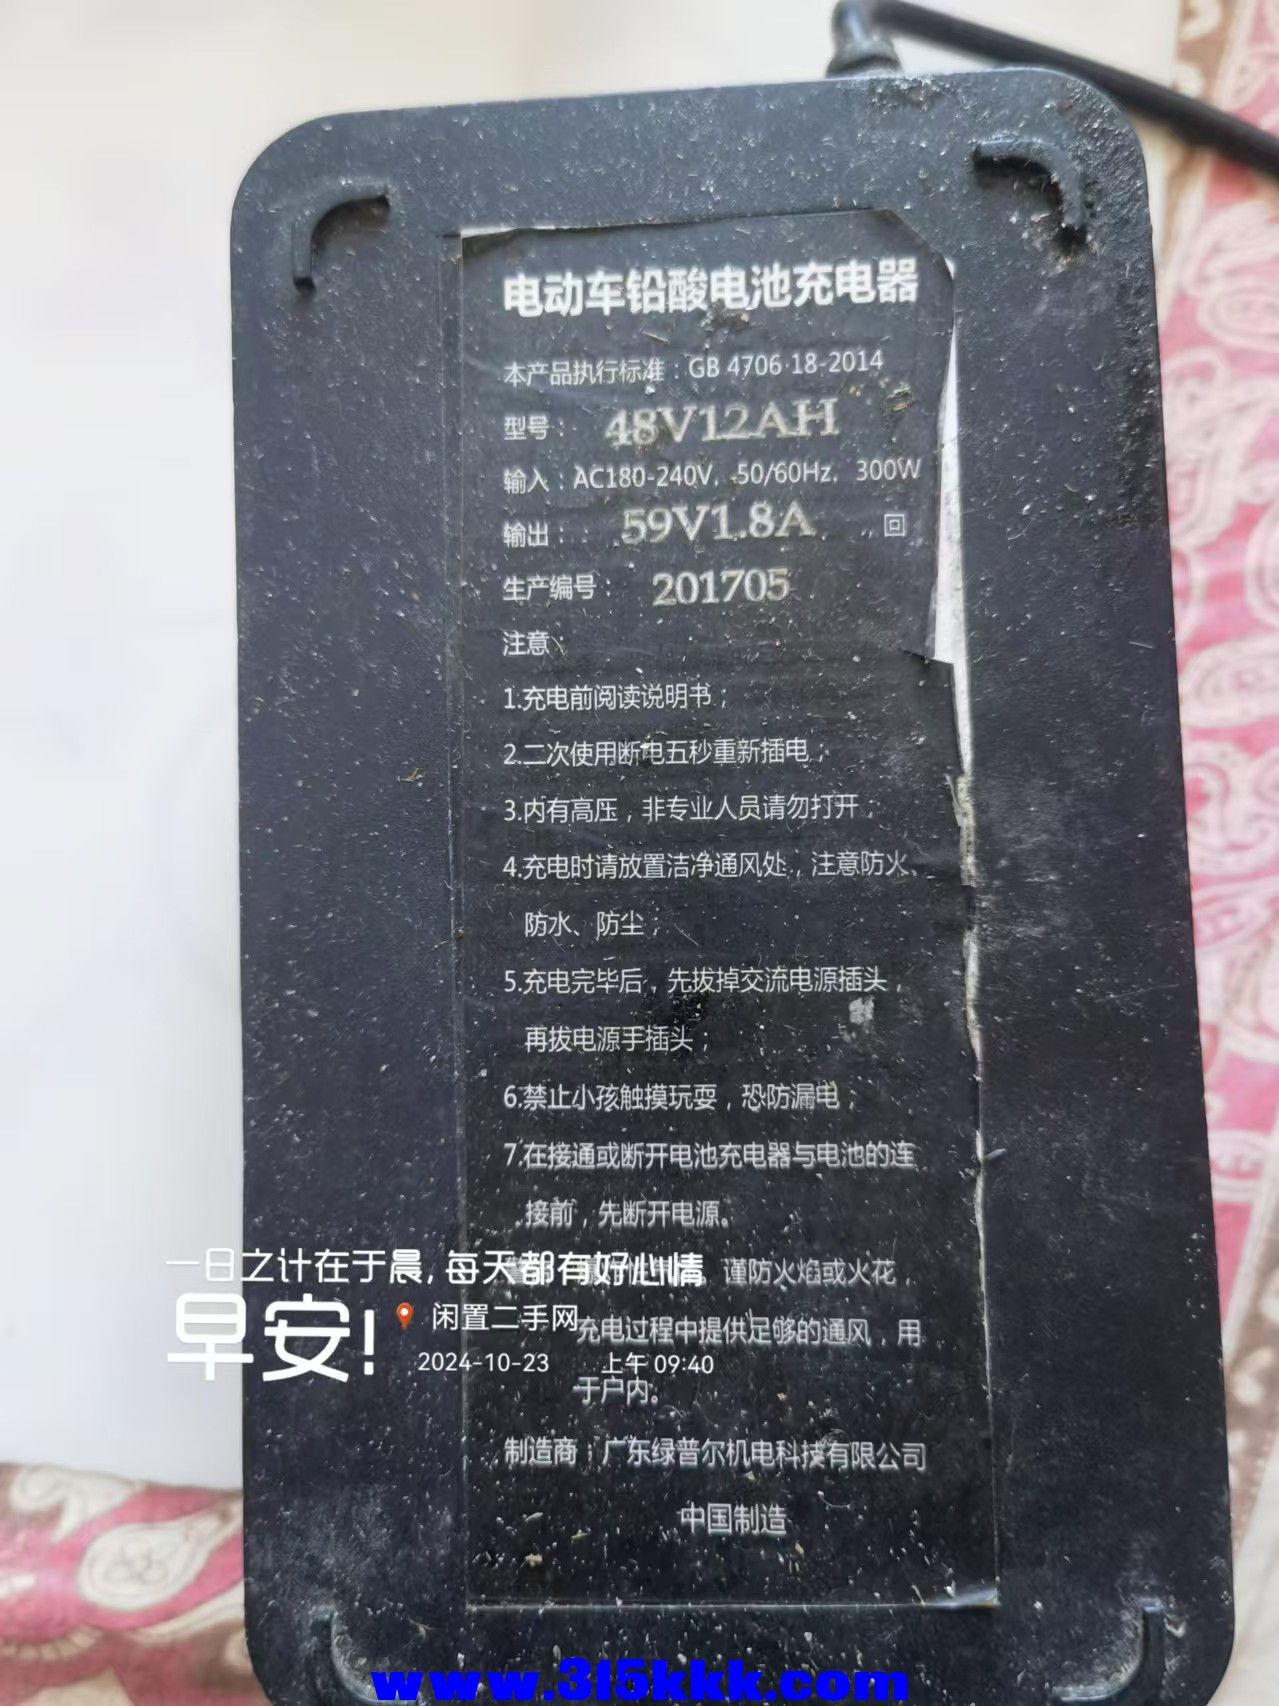 电动车铅酸电池充电器
本产品执行标准：GB 4706·18-2014
型号： 48V12AH
输入：AC180-240V，50/60Hz，300W
输出： 59V1.8A 回
生产编号： 201705
注意：
1.充电前阅读说明书；
2.二次使用断电五秒重新插电；
3.内有高压，非专业人员请勿打开；
4.充电时请放置洁净通风处，注意防火、
防水、防尘；
5.充电完毕后，先拔掉交流电源插头，
再拔电源手插头；
6.禁止小孩触摸玩耍，恐防漏电；
7.在接通或断开电池充电器与电池的连
接前，先断开电源。
谨防火焰或火花，
充电过程中提供足够的通风，用
于户内。
制造商：广东绿普尔机电科技有限公司
中国制造
一日之计在于晨，每天都有好心情
早安！
闲置二手网
2024-10-23 上午 09:40
www.315kkk.com